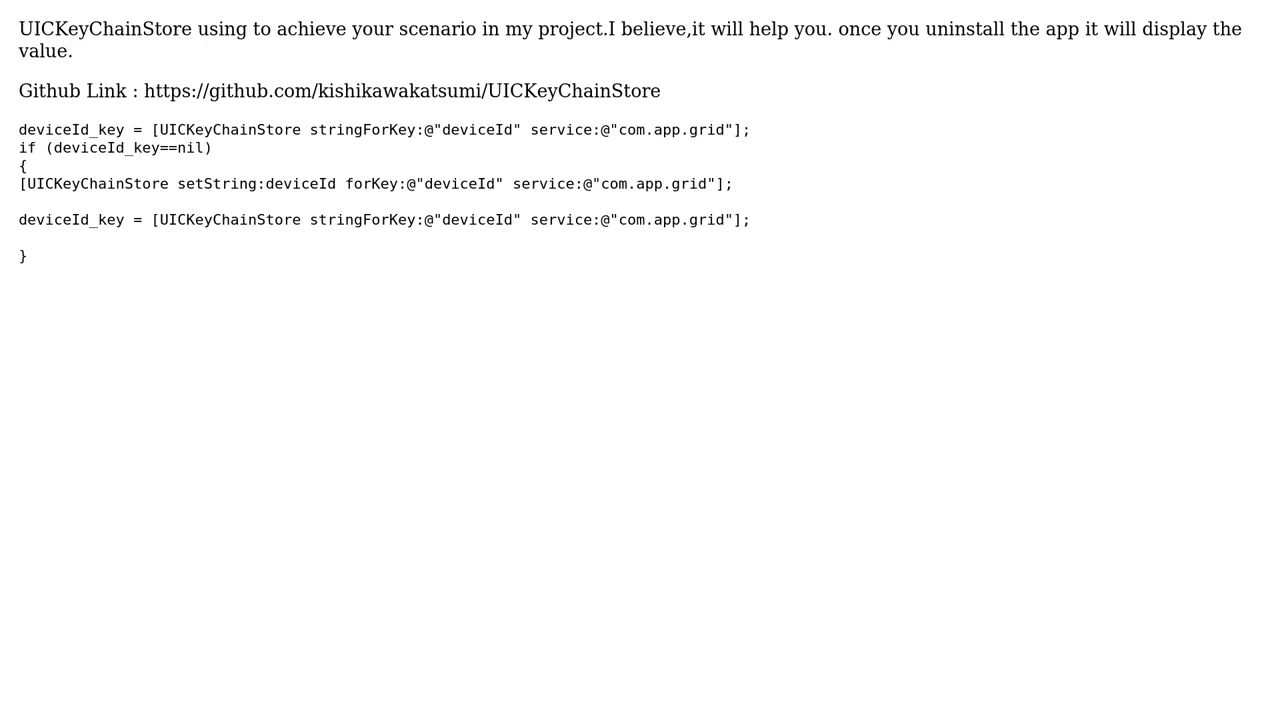 UICKeyChainStore using to achieve your scenario in my project.I believe,it will help you. once you uninstall the app it will display the
value.
Github Link : https://github.com/kishikawakatsumi/UICKeyChainStore
deviceId_key = [UICKeyChainStore stringForKey:@"deviceId" service:@"com.app.grid"];
if (deviceId_key==nil)
{
[UICKeyChainStore setString:deviceId forKey:@"deviceId" service:@"com.app.grid"];
deviceId_key = [UICKeyChainStore stringForKey:@"deviceId" service:@"com.app.grid"];
}